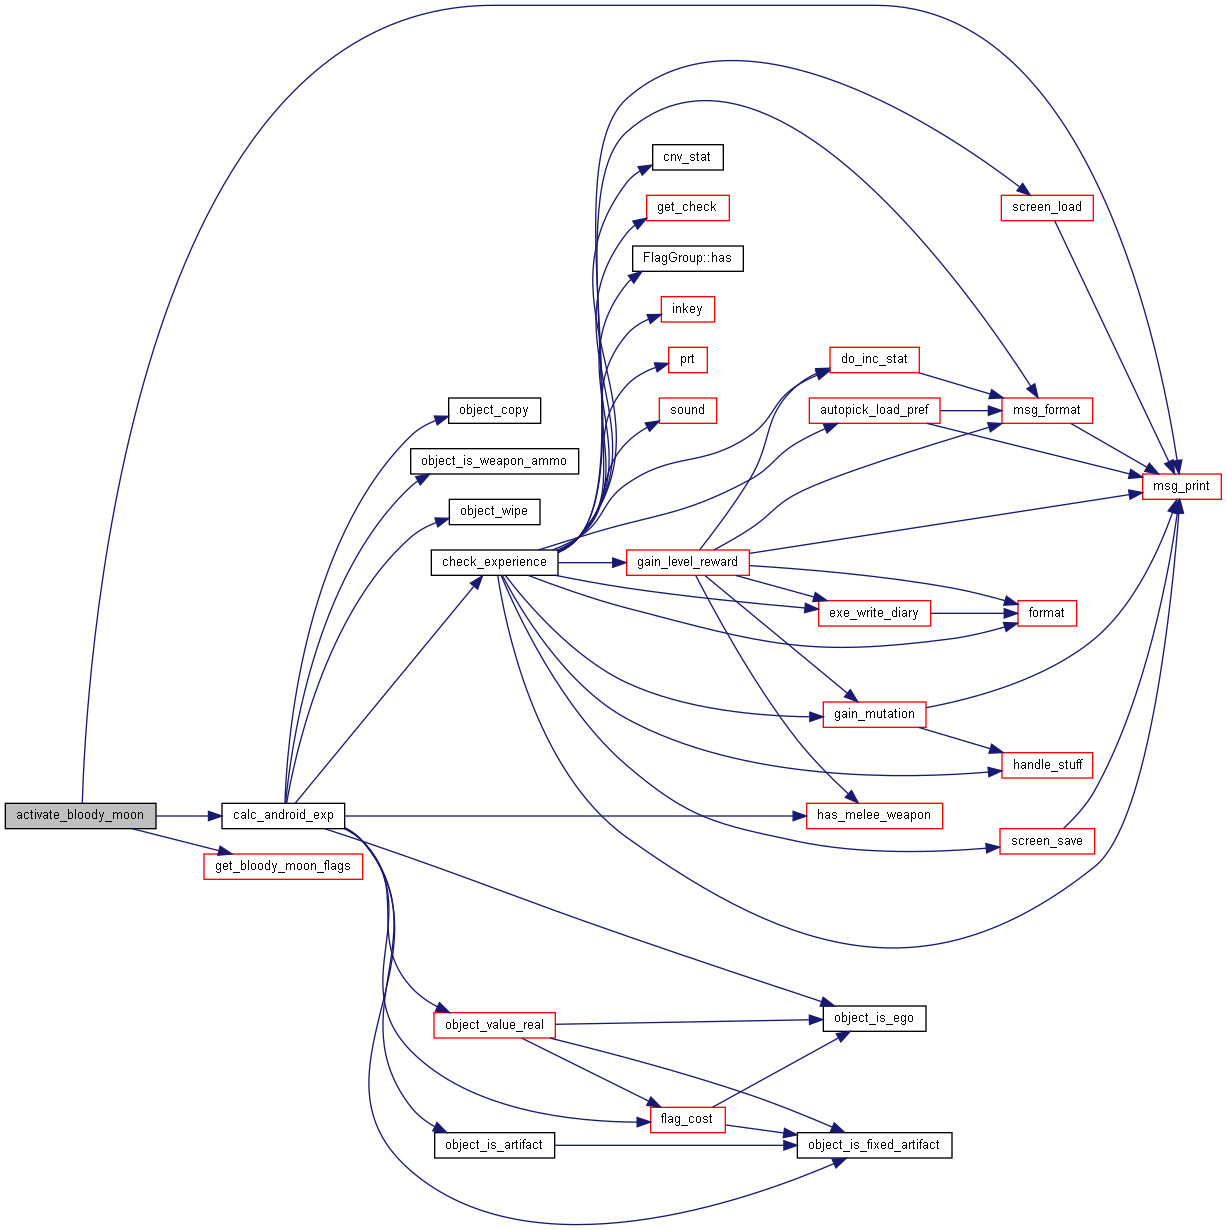 cnv_stat
get_check
screen_load
FlagGroup::has
inkey
prt
do_inc_stat
object_copy
sound
autopick_load_pref
msg_format
object_is_weapon_ammo
msg_print
object_wipe
check_experience
gain_level_reward
exe_write_diary
format
gain_mutation
handle_stuff
activate_bloody_moon
calc_android_exp
has_melee_weapon
screen_save
get_bloody_moon_flags
object_value_real
object_is_ego
flag_cost
object_is_artifact
object_is_fixed_artifact